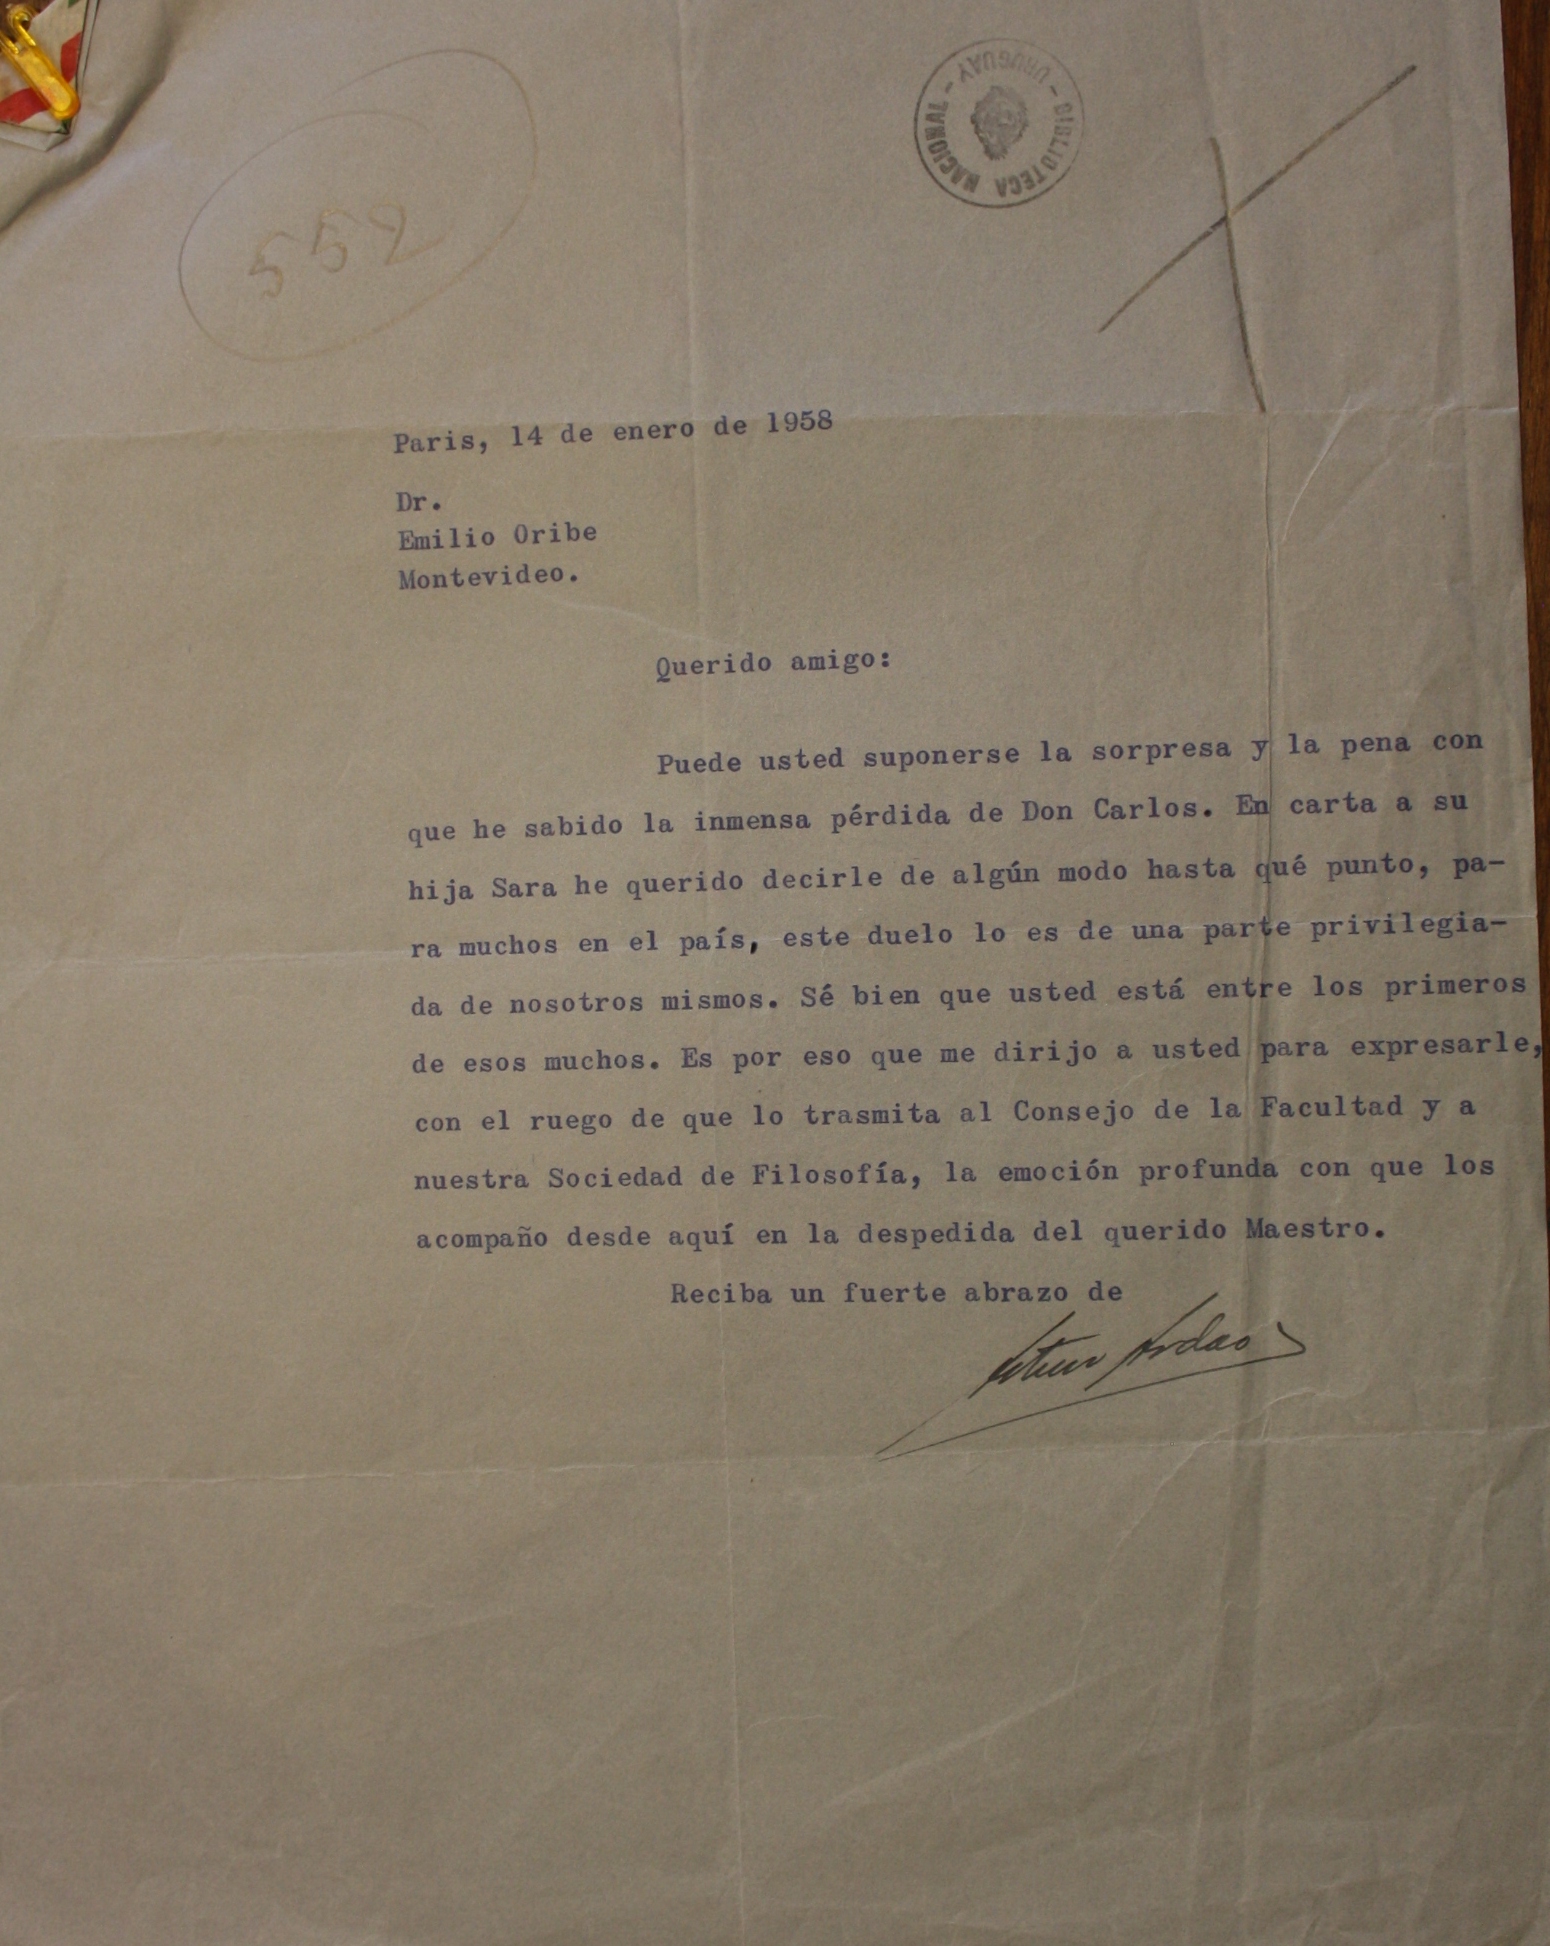 552
BIBLIOTECA NACIONAL - URUGUAY -
Paris, 14 de enero de 1958
Dr.
Emilio Oribe
Montevideo.
Querido amigo:
Puede usted suponerse la sorpresa y la pena con
que he sabido la inmensa pérdida de Don Carlos. En carta a su
hija Sara he querido decirle de algún modo hasta qué punto, pa-
ra muchos en el país, este duelo lo es de una parte privilegia-
da de nosotros mismos. Sé bien que usted está entre los primeros
de esos muchos. Es por eso que me dirijo a usted para expresarle,
con el ruego de que lo trasmita al Consejo de la Facultad y a
nuestra Sociedad de Filosofía, la emoción profunda con que los
acompaño desde aquí en la despedida del querido Maestro.
Reciba un fuerte abrazo de
Arturo Ardao